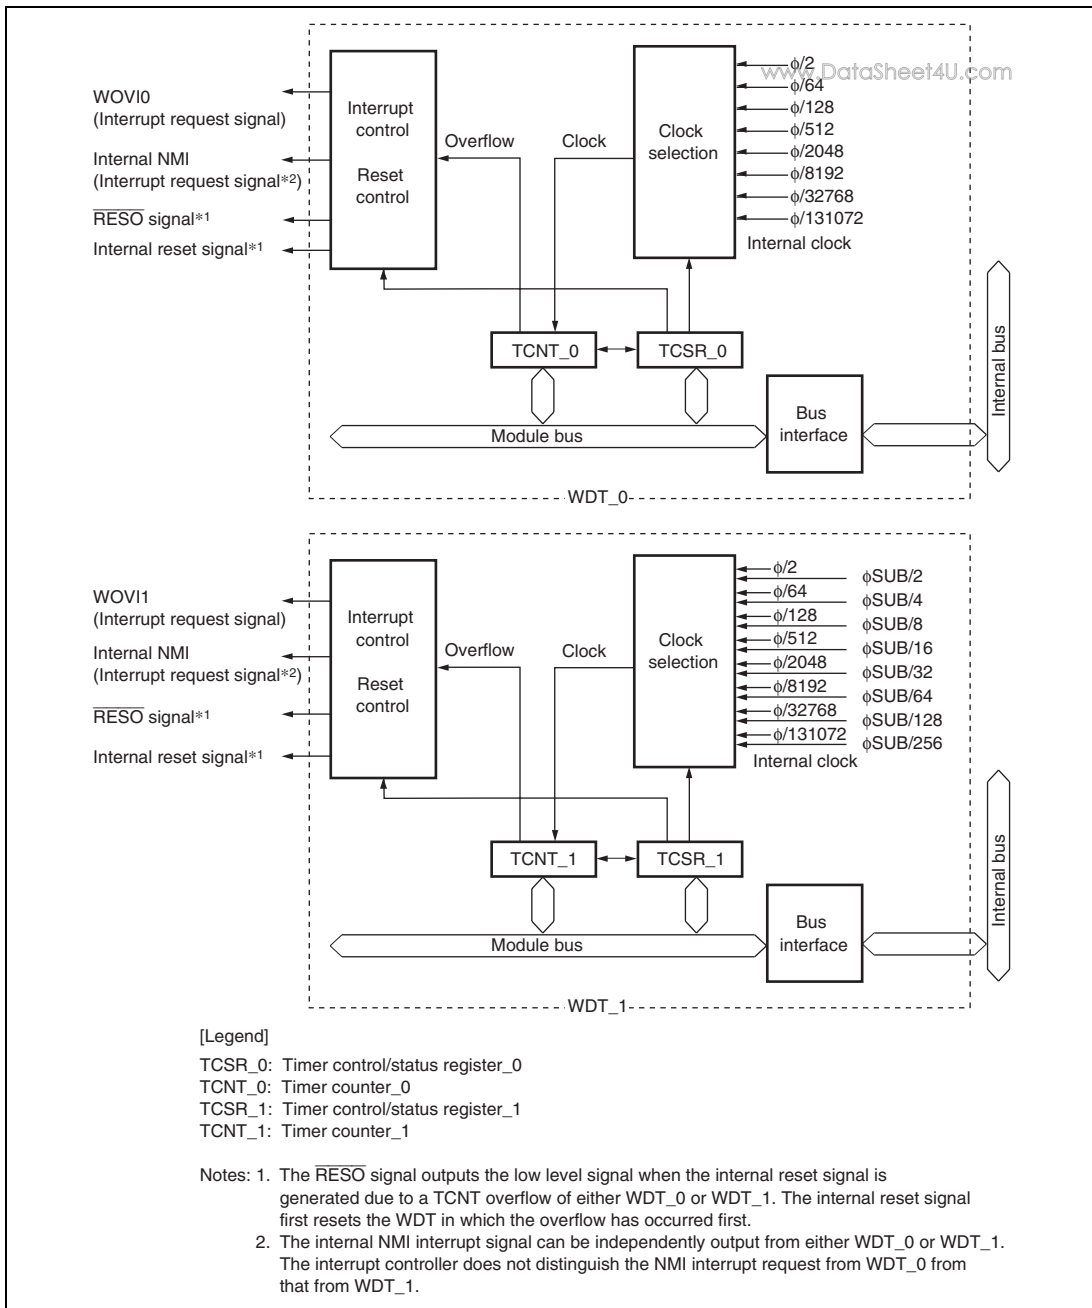 www.DataSheet4U.com
WOVI0
(Interrupt request signal)
Internal NMI
(Interrupt request signal*2)
RESO signal*1
Internal reset signal*1
Interrupt
control
Reset
control
Overflow
Clock
Clock
selection
ϕ/2
ϕ/64
ϕ/128
ϕ/512
ϕ/2048
ϕ/8192
ϕ/32768
ϕ/131072
Internal clock
TCNT_0
TCSR_0
Module bus
Bus
interface
Internal bus
WDT_0
WOVI1
(Interrupt request signal)
Internal NMI
(Interrupt request signal*2)
RESO signal*1
Internal reset signal*1
Interrupt
control
Reset
control
Overflow
Clock
Clock
selection
ϕ/2
ϕSUB/2
ϕ/64
ϕSUB/4
ϕ/128
ϕSUB/8
ϕ/512
ϕSUB/16
ϕ/2048
ϕSUB/32
ϕ/8192
ϕSUB/64
ϕ/32768
ϕSUB/128
ϕ/131072
ϕSUB/256
Internal clock
TCNT_1
TCSR_1
Module bus
Bus
interface
Internal bus
WDT_1
[Legend]
TCSR_0: Timer control/status register_0
TCNT_0: Timer counter_0
TCSR_1: Timer control/status register_1
TCNT_1: Timer counter_1
Notes: 1. The RESO signal outputs the low level signal when the internal reset signal is
generated due to a TCNT overflow of either WDT_0 or WDT_1. The internal reset signal
first resets the WDT in which the overflow has occurred first.
2. The internal NMI interrupt signal can be independently output from either WDT_0 or WDT_1.
The interrupt controller does not distinguish the NMI interrupt request from WDT_0 from
that from WDT_1.